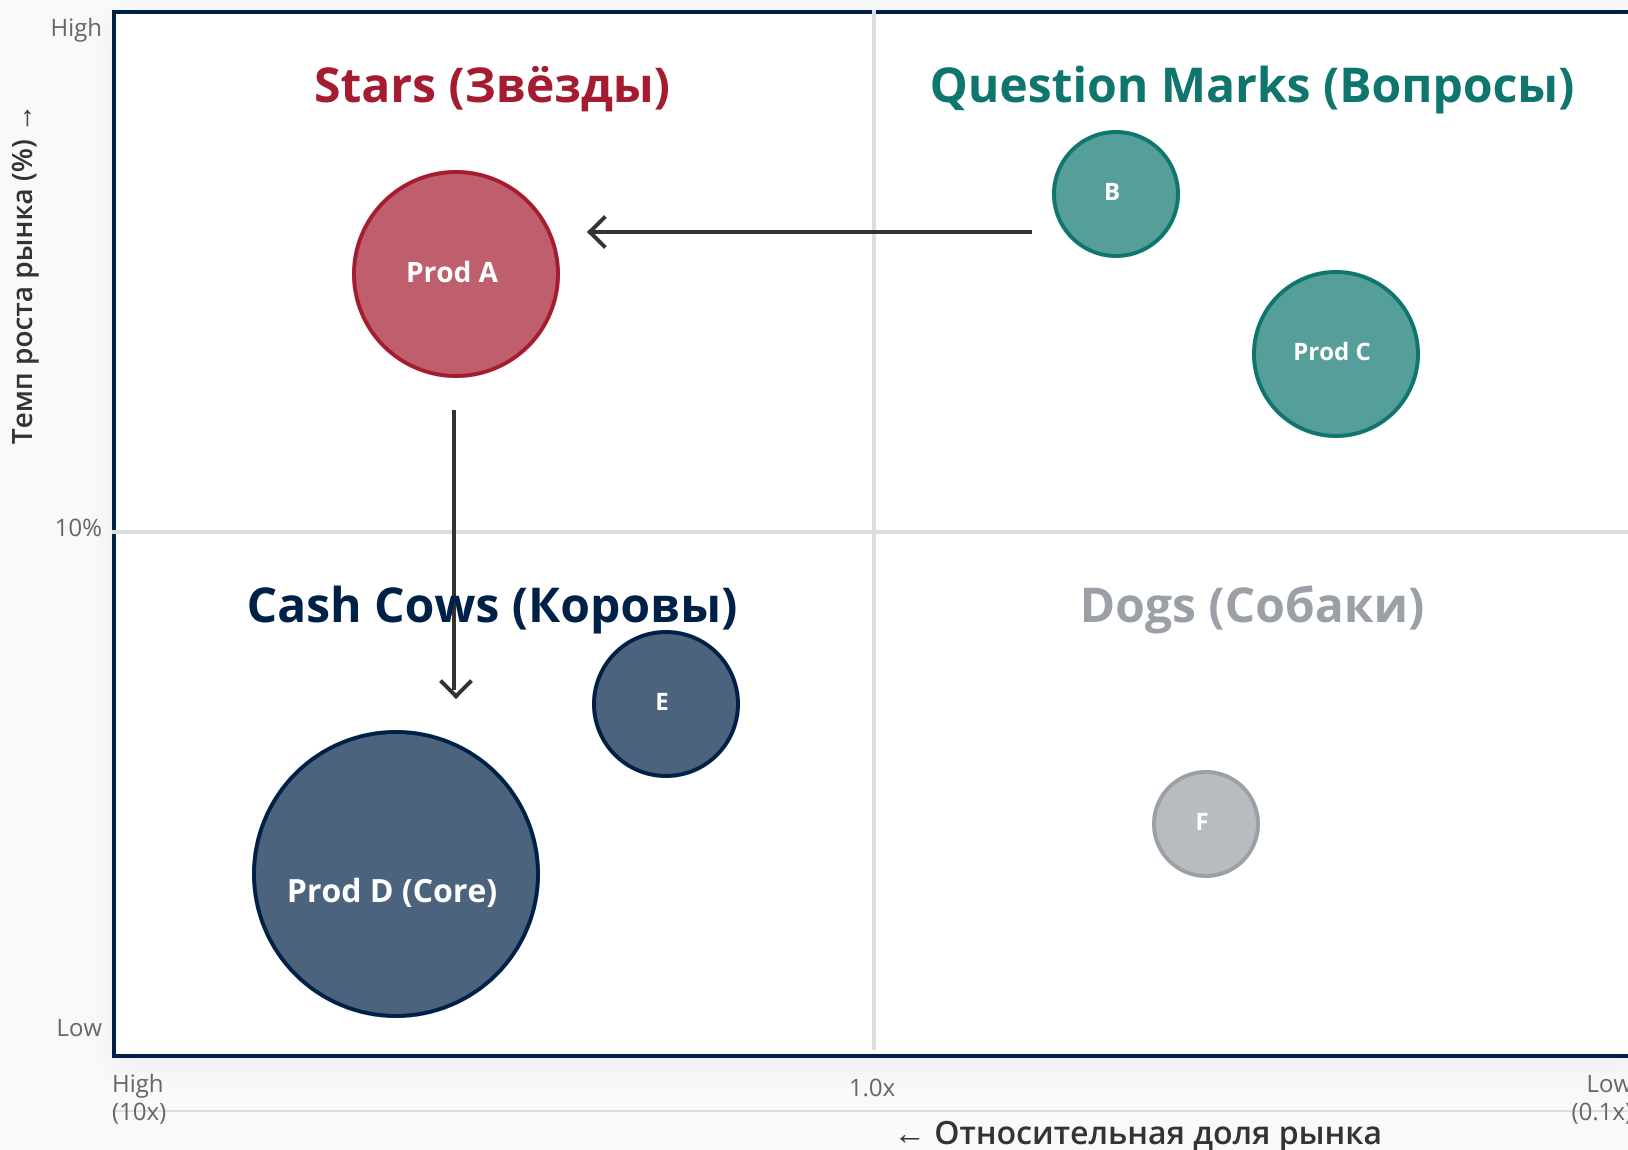 High
Stars (Звёзды)
Question Marks (Вопросы)
Темп роста рынка (%) →
B
Prod A
Prod C
10%
Cash Cows (Коровы)
Dogs (Собаки)
E
F
Prod D (Core)
Low
High
(10x)
1.0x
Low
(0.1x)
← Относительная доля рынка